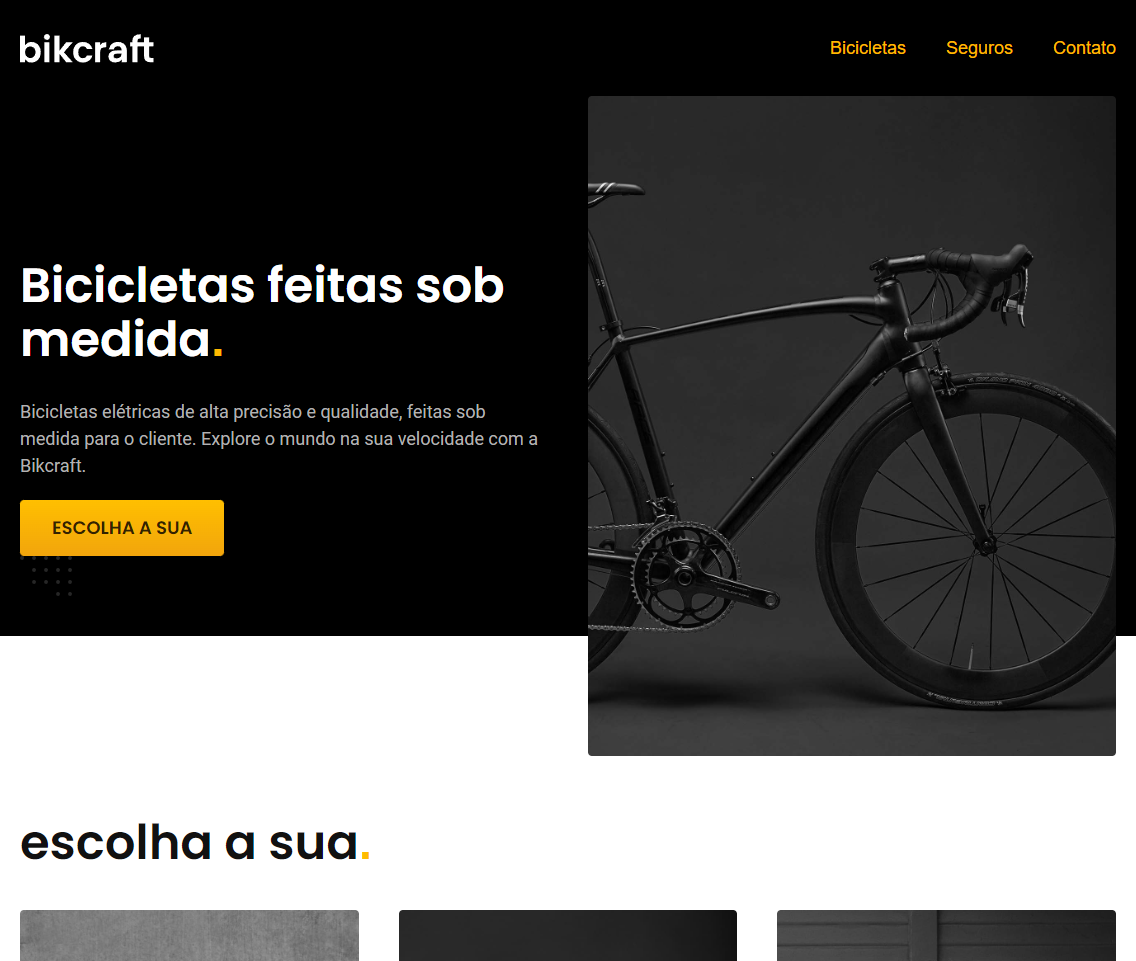 bikcraft
Bicicletas Seguros Contato
Bicicletas feitas sob
medida.
Bicicletas elétricas de alta precisão e qualidade, feitas sob
medida para o cliente. Explore o mundo na sua velocidade com a
Bikcraft.
ESCOLHA A SUA
escolha a sua.